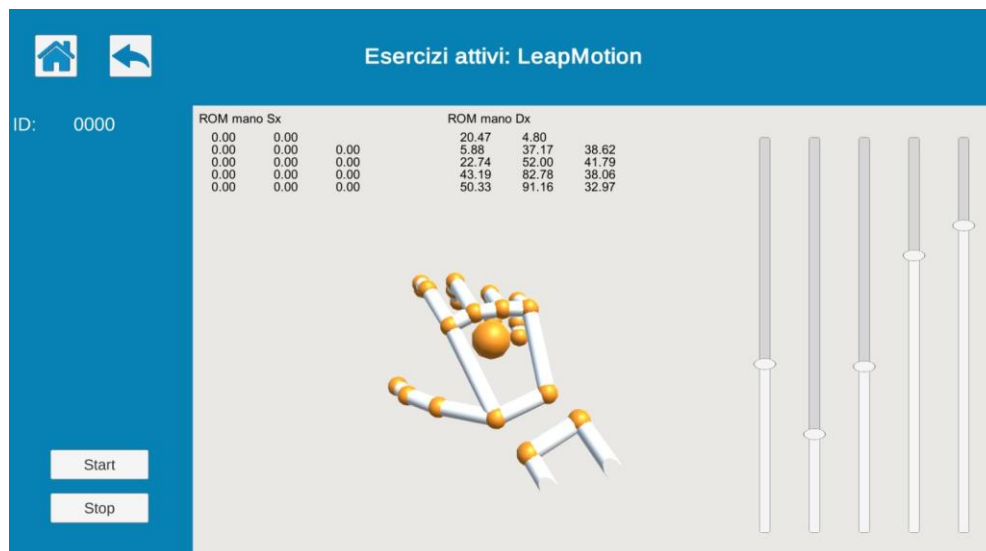 Esercizi attivi: LeapMotion
ID: 0000
ROM mano Sx ROM mano Dx
0.00 0.00 20.47 4.80
0.00 0.00 0.00 5.88 37.17 38.62
0.00 0.00 0.00 22.74 52.00 41.79
0.00 0.00 0.00 43.19 82.78 38.06
0.00 0.00 0.00 50.33 91.16 32.97
Start
Stop